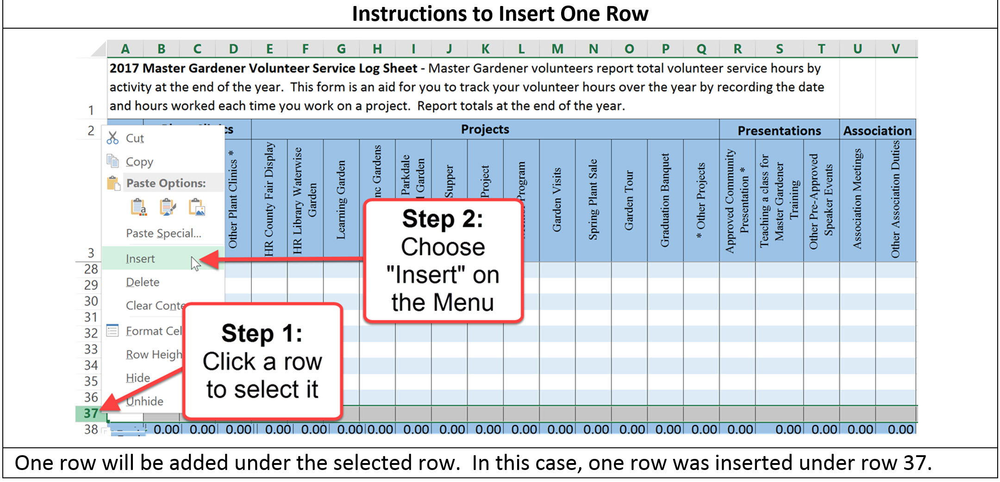 Instructions to Insert One Row
A B C D E F G H I J K L M N O P Q R S T U V
2017 Master Gardener Volunteer Service Log Sheet - Master Gardener volunteers report total volunteer service hours by
activity at the end of the year. This form is an aid for you to track your volunteer hours over the year by recording the date
1 and hours worked each time you work on a project. Report totals at the end of the year.
2 Projects Presentations Association
Other Plant Clinics *
HR County Fair Display
HR Library Waterwise
Garden
Learning Garden
Gardens
Parkdale
Garden
Supper
Project
Program
Garden Visits
Spring Plant Sale
Garden Tour
Graduation Banquet
* Other Projects
Approved Community
Presentation *
Teaching a class for
Master Gardener
Training
Other Pre-Approved
Speaker Events
Association Meetings
Other Association Duties
3
28
29
30
31
32
33
34
35
36
37
38 0.00 0.00 0.00 0.00 0.00 0.00 0.00 0.00 0.00 0.00 0.00 0.00 0.00 0.00 0.00 0.00 0.00 0.00 0.00 0.00 0.00
Cut
Copy
Paste Options:
Paste Special...
Insert
Delete
Clear Conte
Format Cel
Row Heigh
Hide
Unhide
Step 1:
Click a row
to select it
Step 2:
Choose
"Insert" on
the Menu
One row will be added under the selected row. In this case, one row was inserted under row 37.